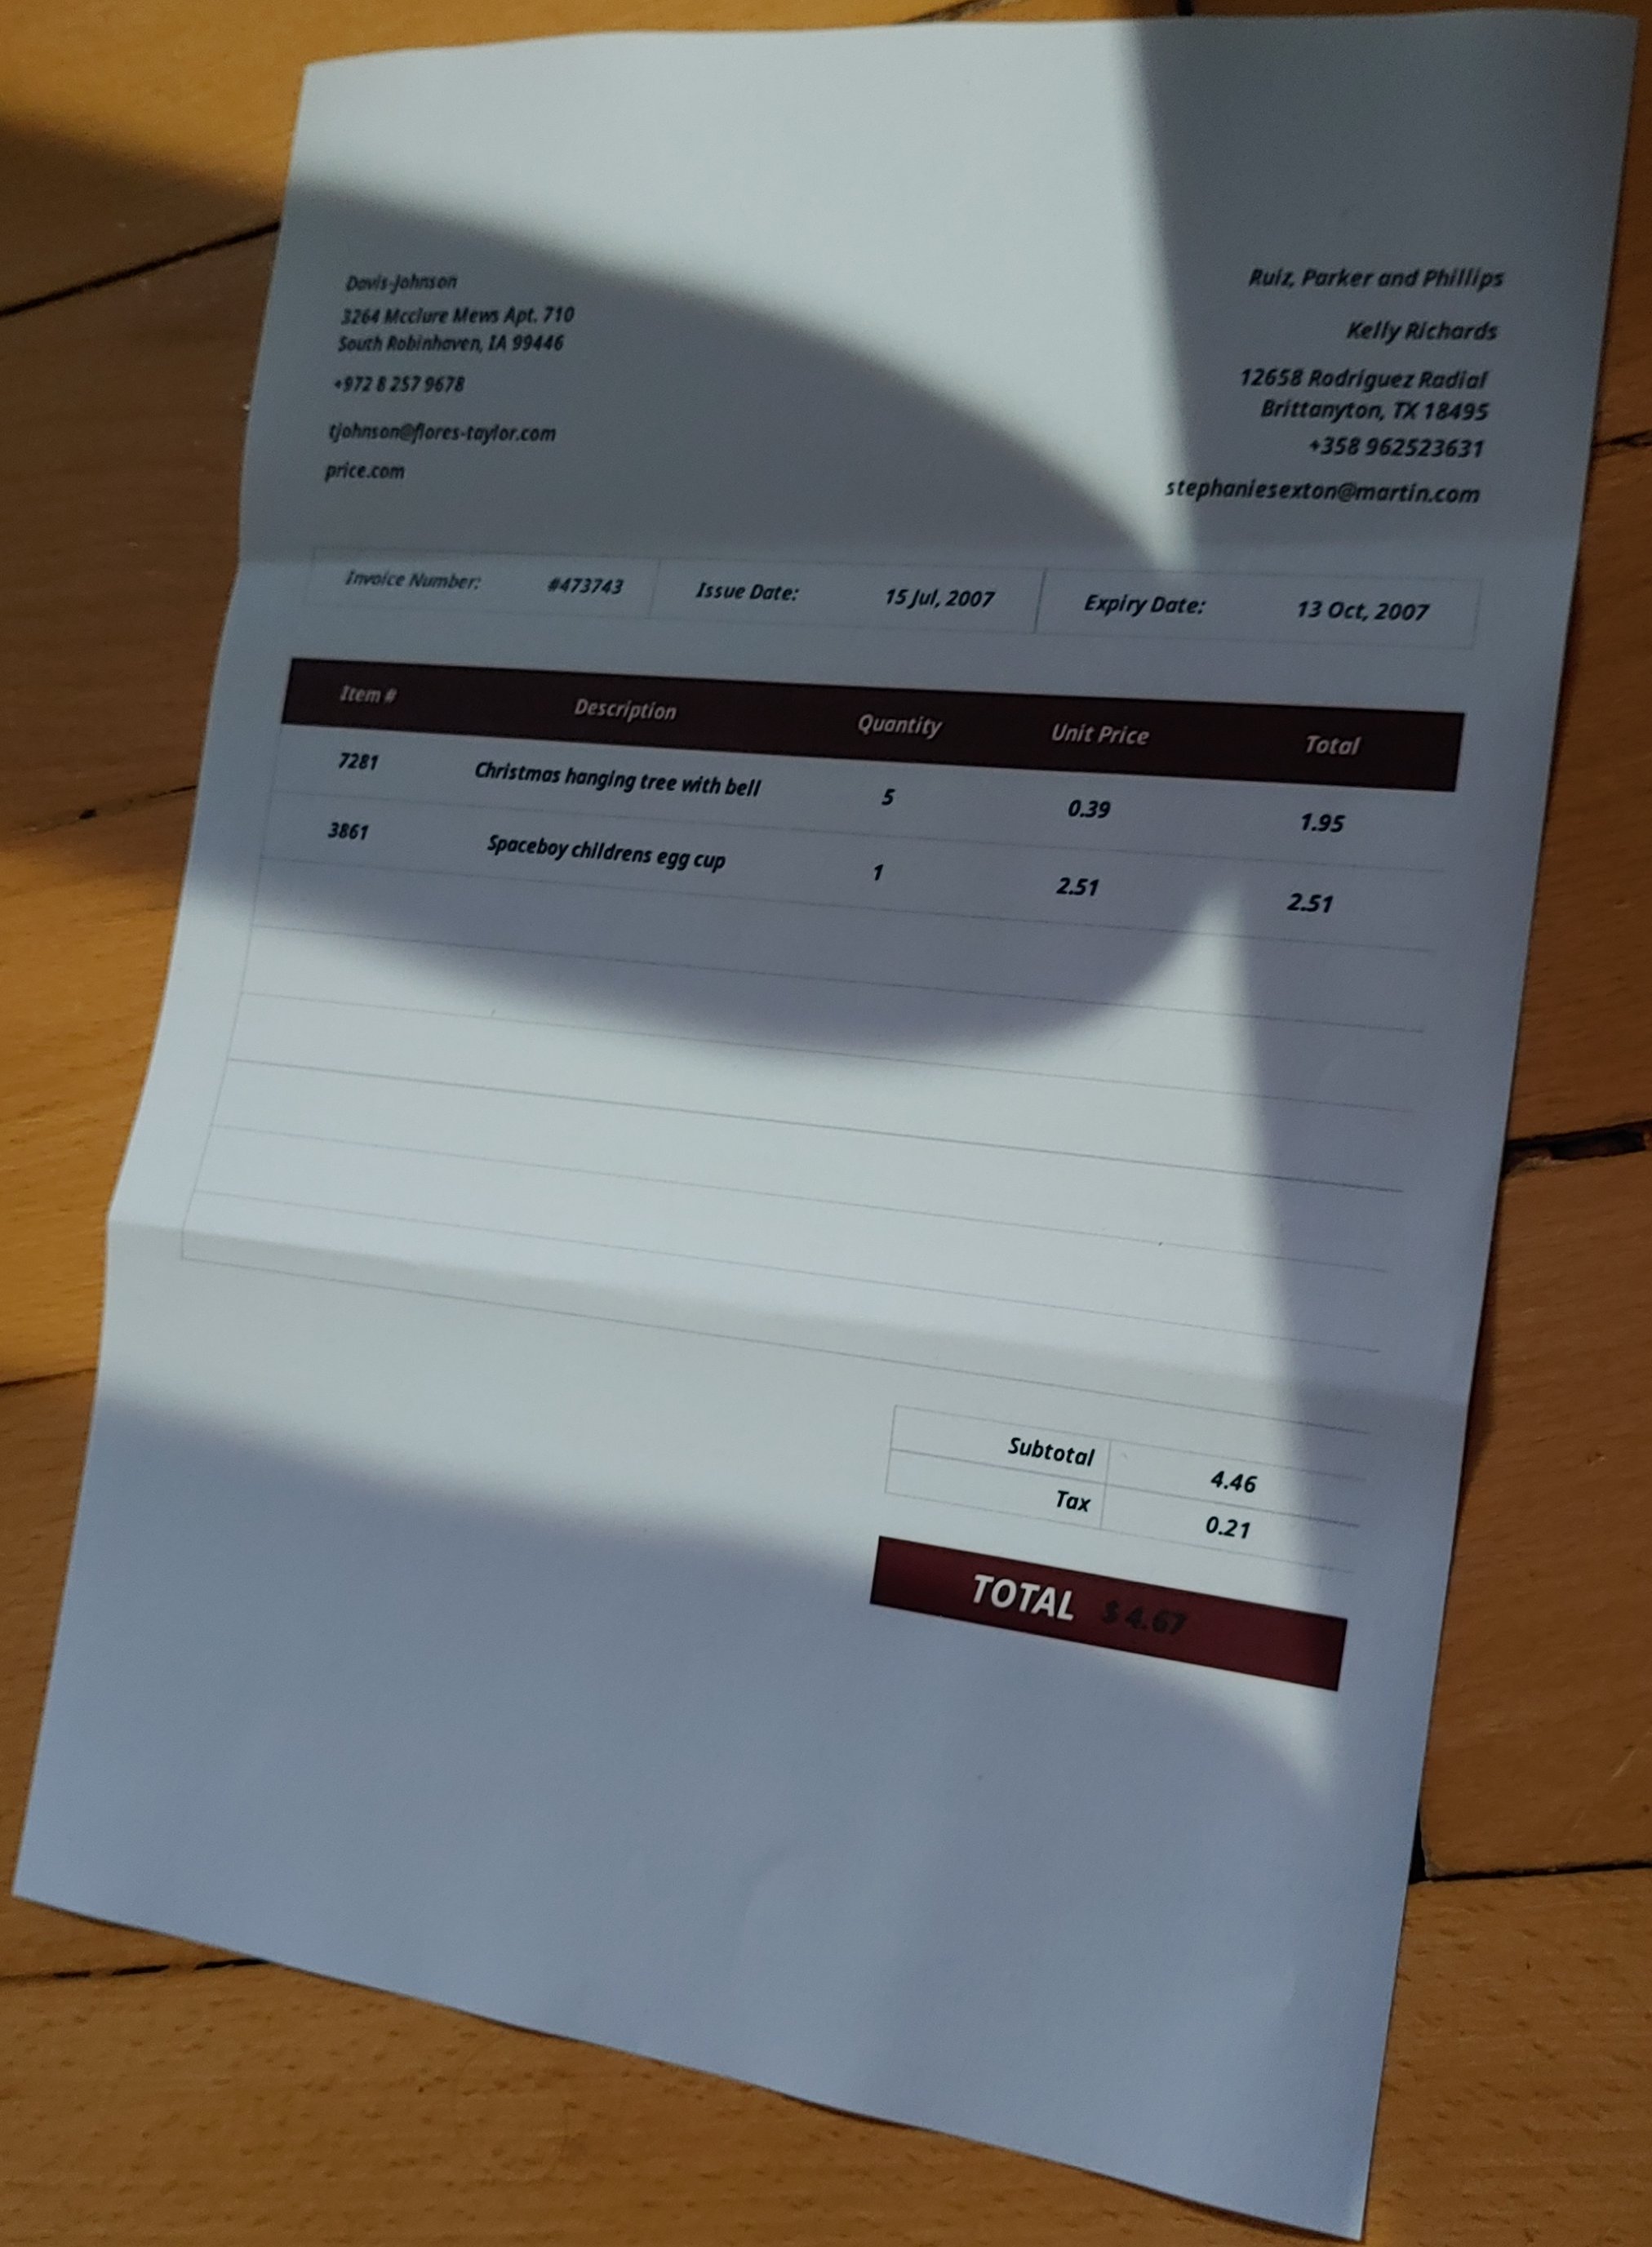 Davis-Johnson
3264 Mcclure Mews Apt. 710
South Robinhaven, IA 99446
+972 8 257 9678
tjohnson@flores-taylor.com
price.com
Ruiz, Parker and Phillips
Kelly Richards
12658 Rodriguez Radial
Brittanyton, TX 18495
+358 962523631
stephaniesexton@martin.com
Invoice Number: #473743 Issue Date: 15 Jul, 2007 Expiry Date: 13 Oct, 2007
Item # Description Quantity Unit Price Total
7281 Christmas hanging tree with bell 5 0.39 1.95
3861 Spaceboy childrens egg cup 1 2.51 2.51
Subtotal 4.46
Tax 0.21
TOTAL $ 4.67